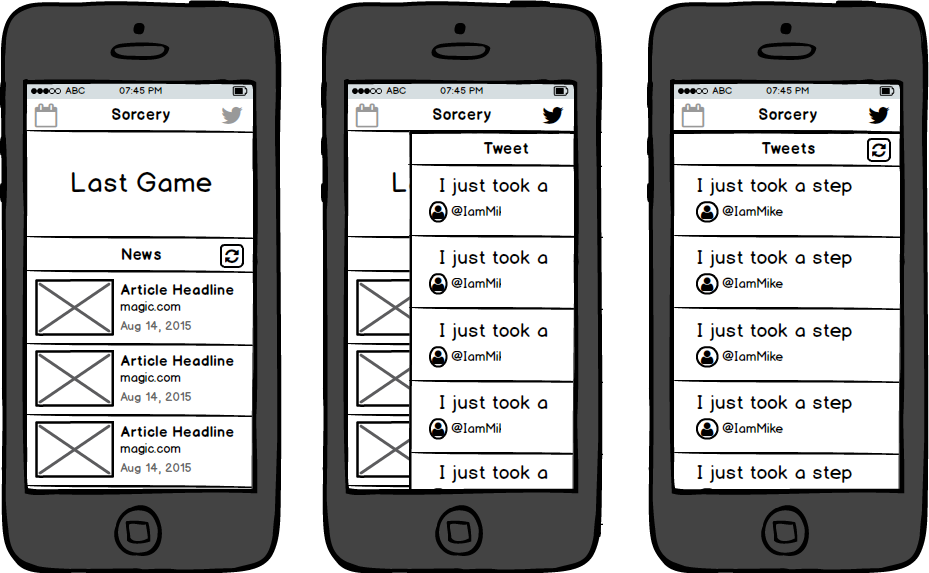 ABC 07:45 PM
Sorcery
Last Game
News
Article Headline
magic.com
Aug 14, 2015
Article Headline
magic.com
Aug 14, 2015
Article Headline
magic.com
Aug 14, 2015
ABC 07:45 PM
Sorcery
L
Tweet
I just took a
@IamMil
I just took a
@IamMil
I just took a
@IamMil
I just took a
@IamMil
I just took a
ABC 07:45 PM
Sorcery
Tweets
I just took a step
@IamMike
I just took a step
@IamMike
I just took a step
@IamMike
I just took a step
@IamMike
I just took a step